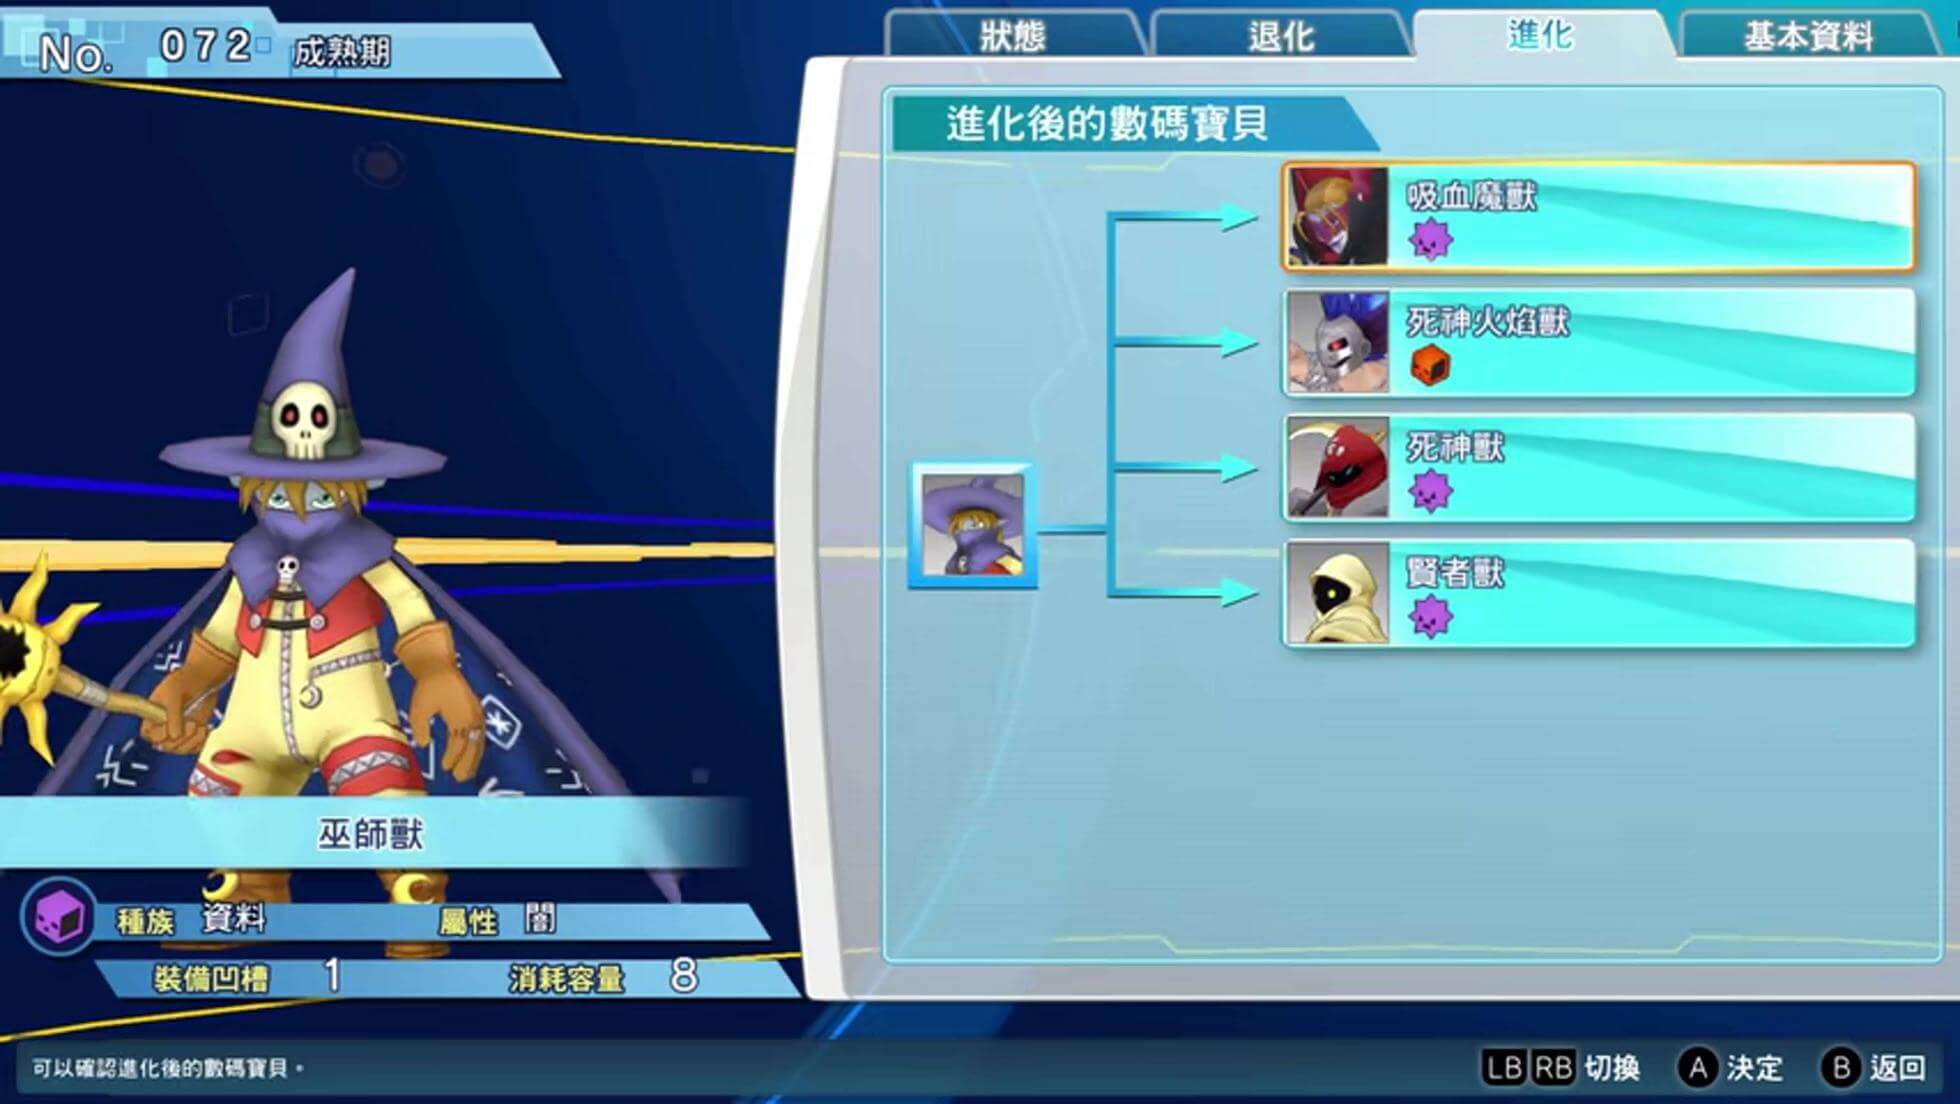 No. 072 成熟期
狀態 退化 進化 基本資料
進化後的數碼寶貝
吸血魔獸
死神火焰獸
死神獸
賢者獸
巫師獸
種族 資料 屬性 闇
裝備凹槽 1 消耗容量 8
可以確認進化後的數碼寶貝。
LB RB 切換 A 決定 B 返回